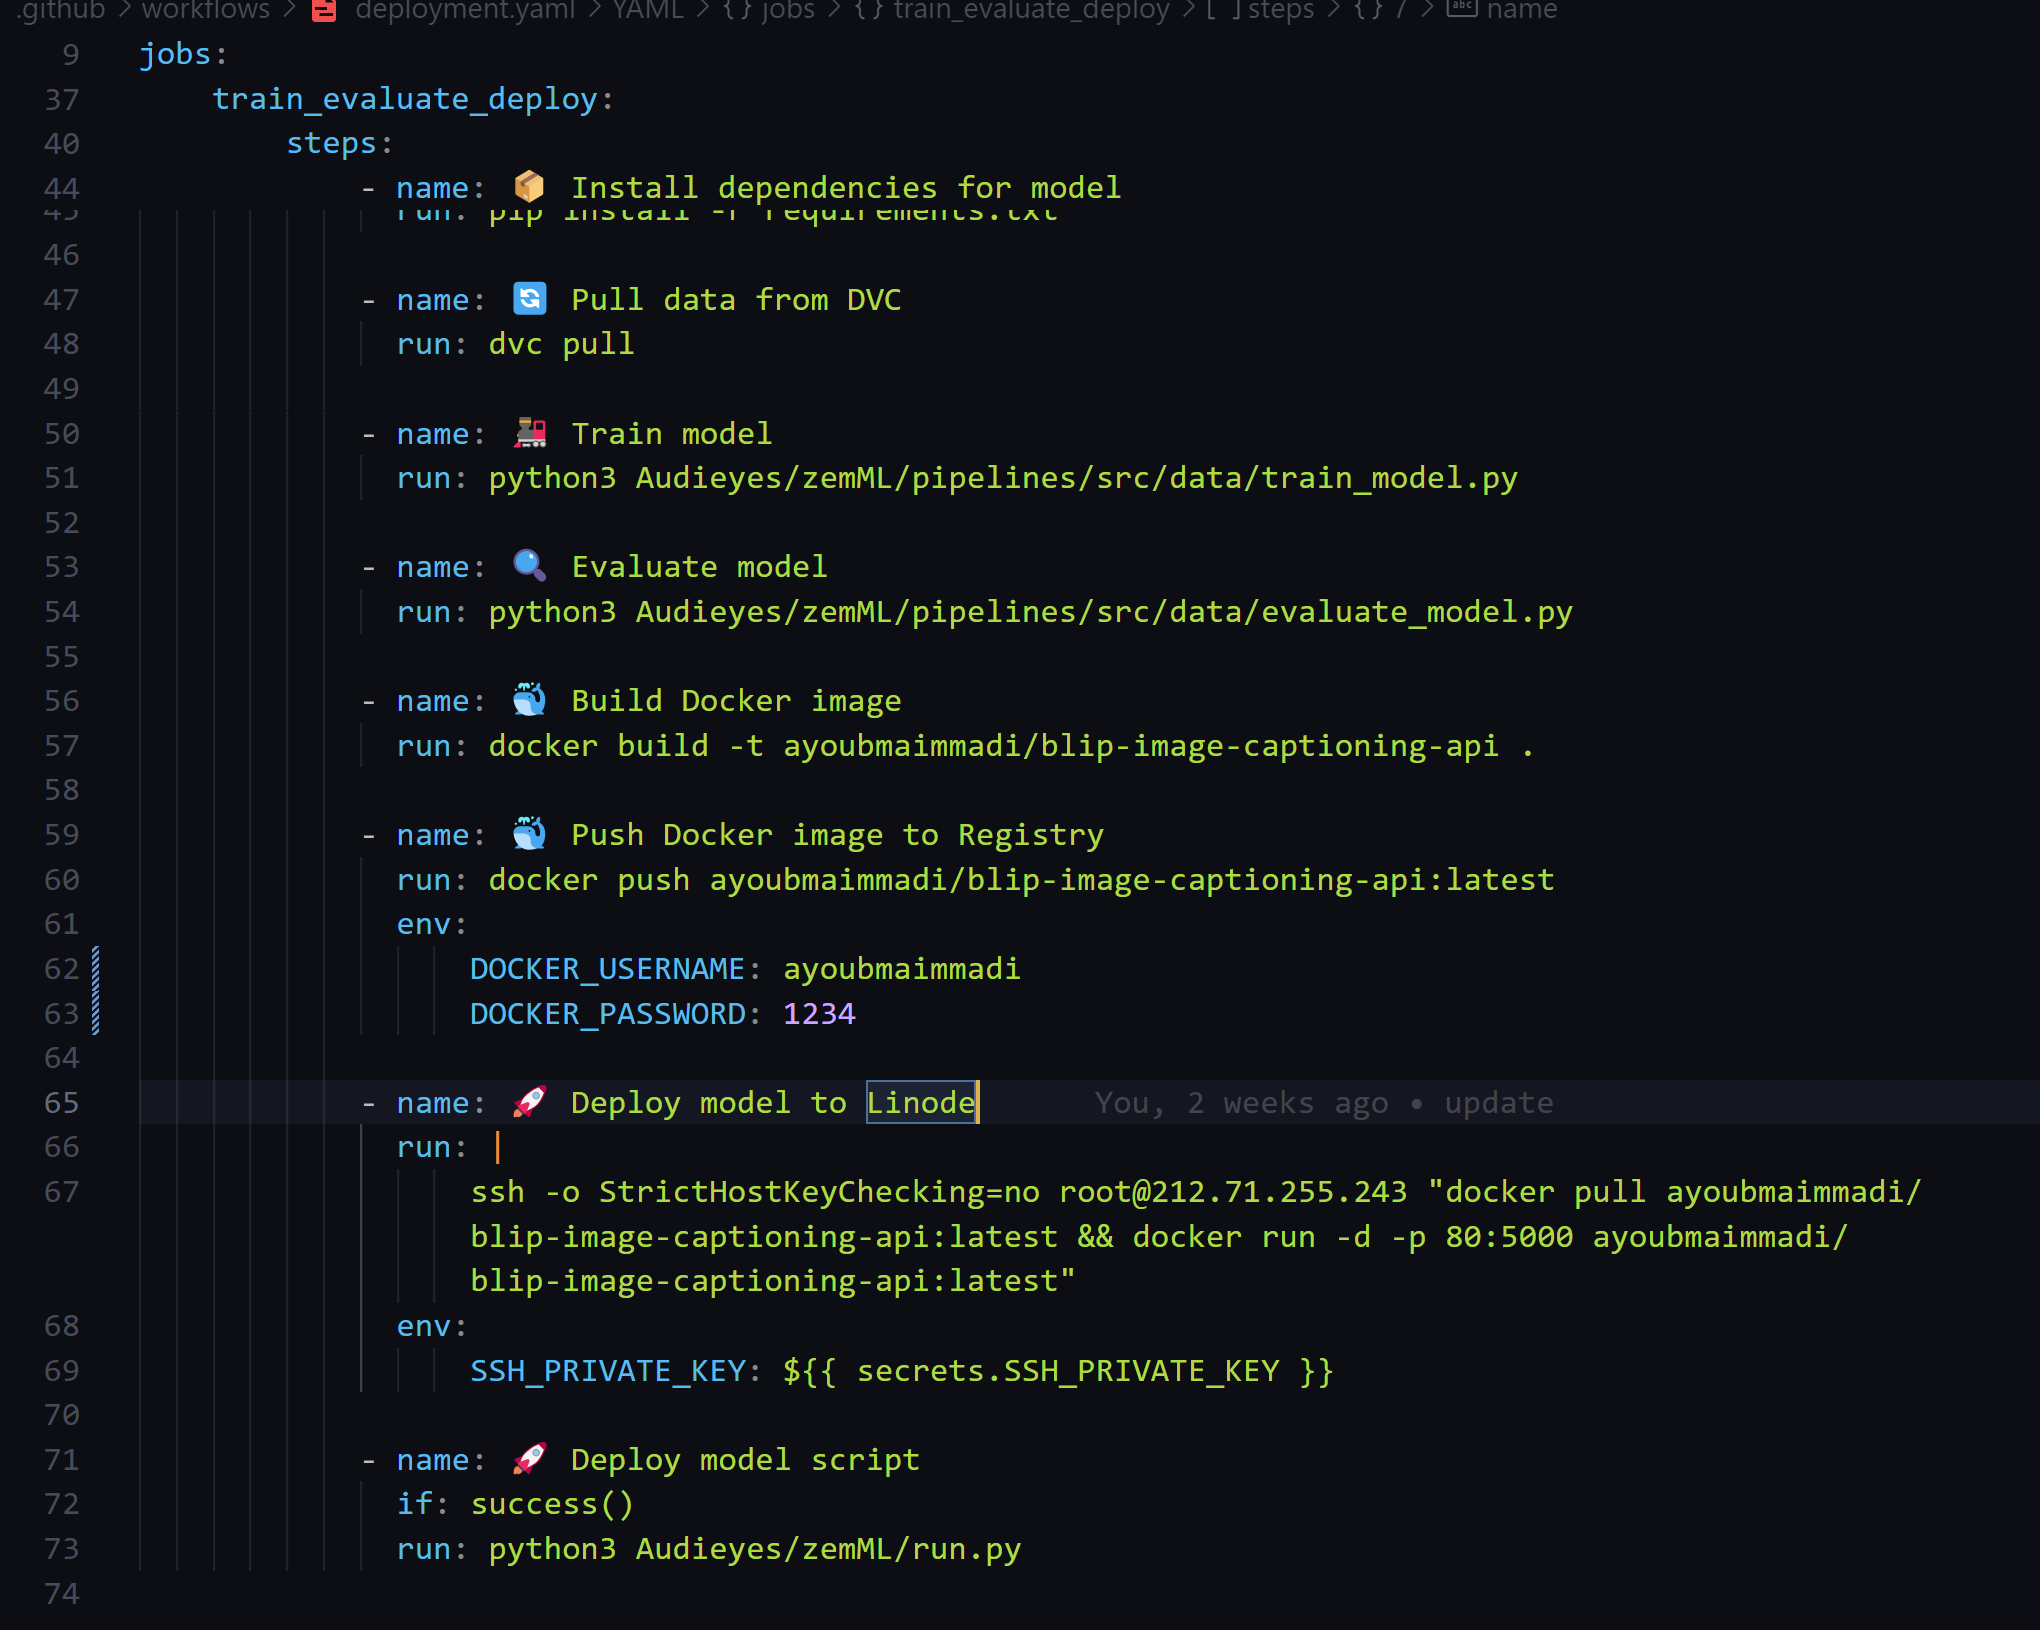 .github > workflows > deployment.yaml > YAML > {} jobs > {} train_evaluate_deploy > [ ] steps > {} 7 > abc name
9 jobs:
37 train_evaluate_deploy:
40 steps:
44 - name: 📦 Install dependencies for model
45 run: pip install -r requirements.txt
46
47 - name: 🔄 Pull data from DVC
48 run: dvc pull
49
50 - name: 🚂 Train model
51 run: python3 Audieyes/zemML/pipelines/src/data/train_model.py
52
53 - name: 🔍 Evaluate model
54 run: python3 Audieyes/zemML/pipelines/src/data/evaluate_model.py
55
56 - name: 🐳 Build Docker image
57 run: docker build -t ayoubmaimmadi/blip-image-captioning-api .
58
59 - name: 🐳 Push Docker image to Registry
60 run: docker push ayoubmaimmadi/blip-image-captioning-api:latest
61 env:
62 DOCKER_USERNAME: ayoubmaimmadi
63 DOCKER_PASSWORD: 1234
64
65 - name: 🚀 Deploy model to Linode You, 2 weeks ago • update
66 run: |
67 ssh -o StrictHostKeyChecking=no root@212.71.255.243 "docker pull ayoubmaimmadi/
blip-image-captioning-api:latest && docker run -d -p 80:5000 ayoubmaimmadi/
blip-image-captioning-api:latest"
68 env:
69 SSH_PRIVATE_KEY: ${{ secrets.SSH_PRIVATE_KEY }}
70
71 - name: 🚀 Deploy model script
72 if: success()
73 run: python3 Audieyes/zemML/run.py
74